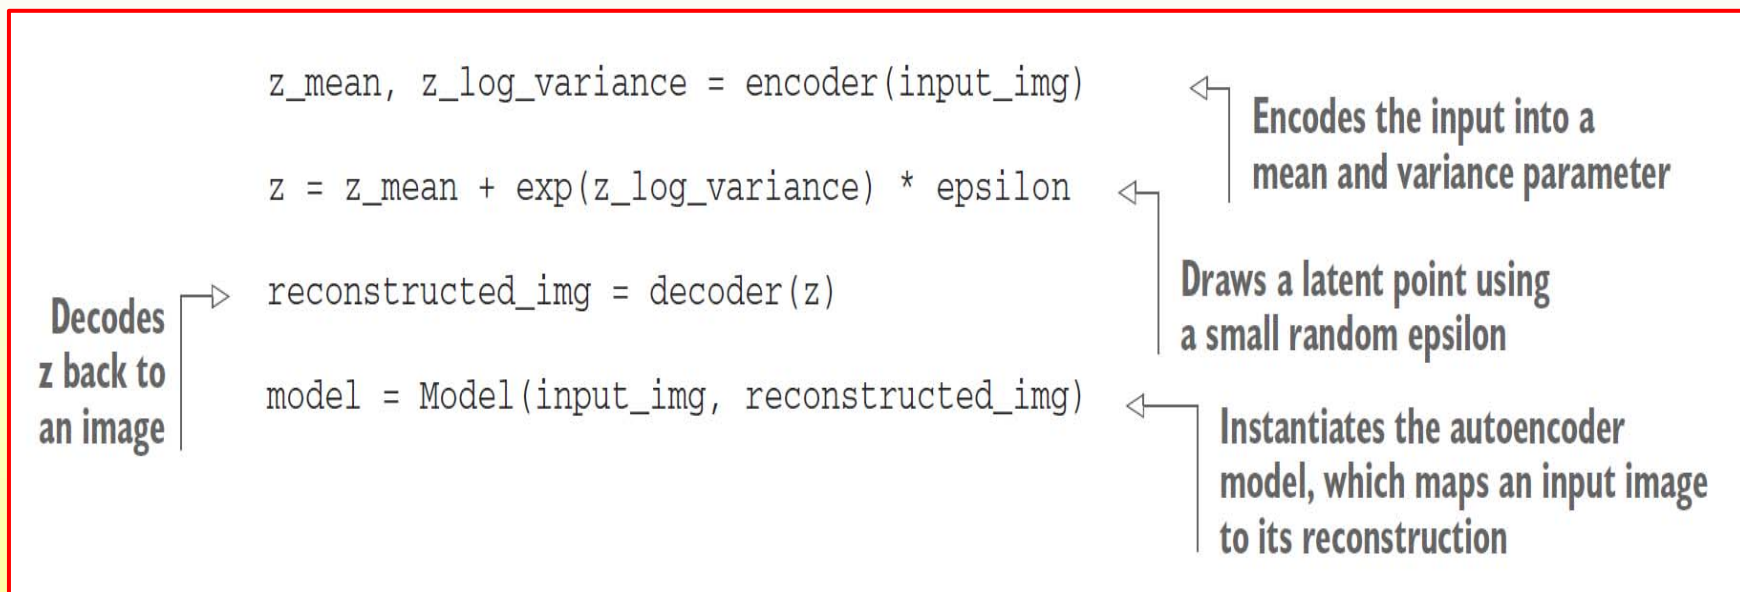 z_mean, z_log_variance = encoder(input_img)
Encodes the input into a
mean and variance parameter
z = z_mean + exp(z_log_variance) * epsilon
Draws a latent point using
a small random epsilon
reconstructed_img = decoder(z)
Decodes
z back to
an image
model = Model(input_img, reconstructed_img)
Instantiates the autoencoder
model, which maps an input image
to its reconstruction